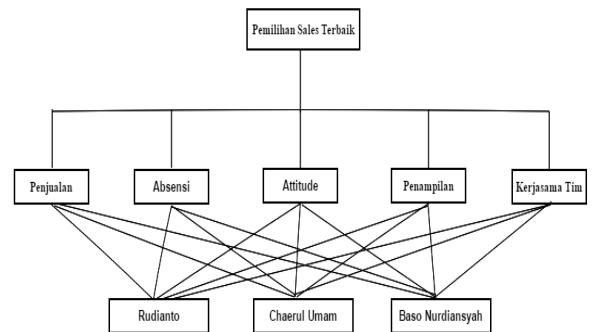 Pemilihan Sales Terbaik
Penjualan
Absensi
Attitude
Penampilan
Kerjasama Tim
Rudianto
Chaerul Umam
Baso Nurdiansyah